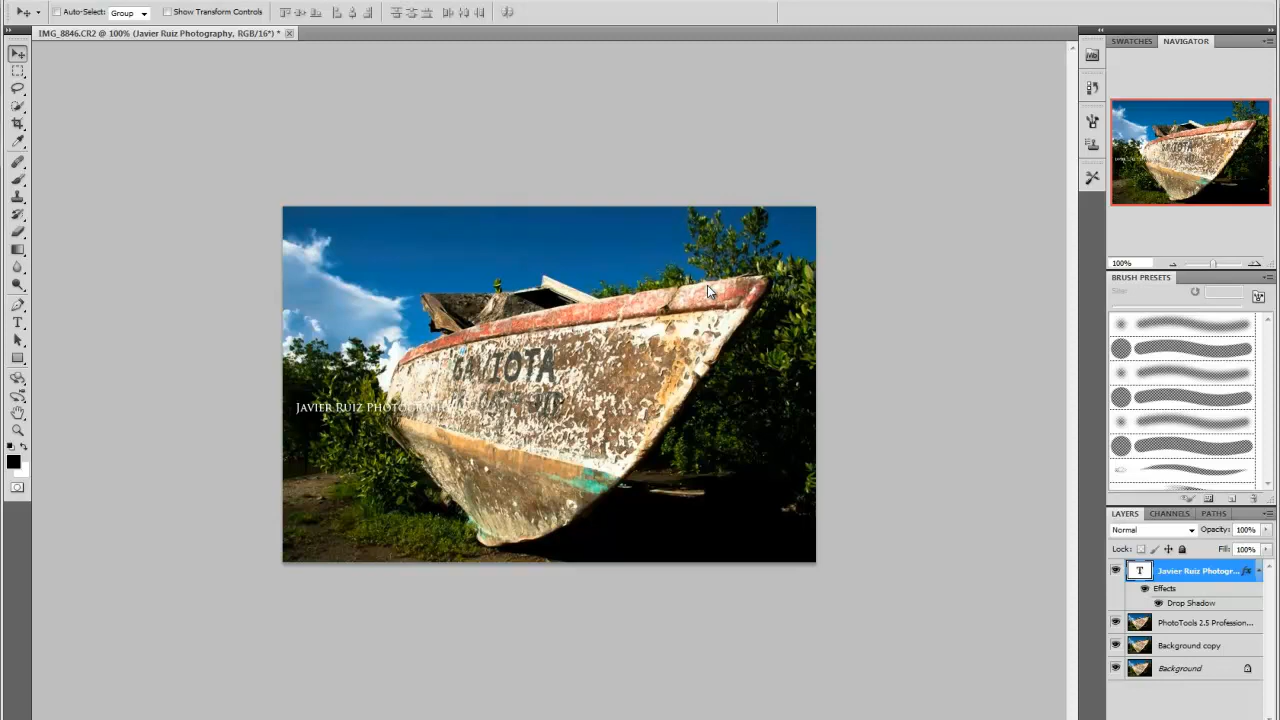 Auto-Select: Group Show Transform Controls
IMG_8846.CR2 @ 100% (Javier Ruiz Photography, RGB/16*) *
SWATCHES NAVIGATOR
100%
BRUSH PRESETS
Size
GAVIOTA
JAVIER RUIZ PHOTOGRAPHY
LAYERS CHANNELS PATHS
Normal Opacity: 100%
Lock: Fill: 100%
T Javier Ruiz Photogr... fx
Effects
Drop Shadow
PhotoTools 2.5 Profession...
Background copy
Background